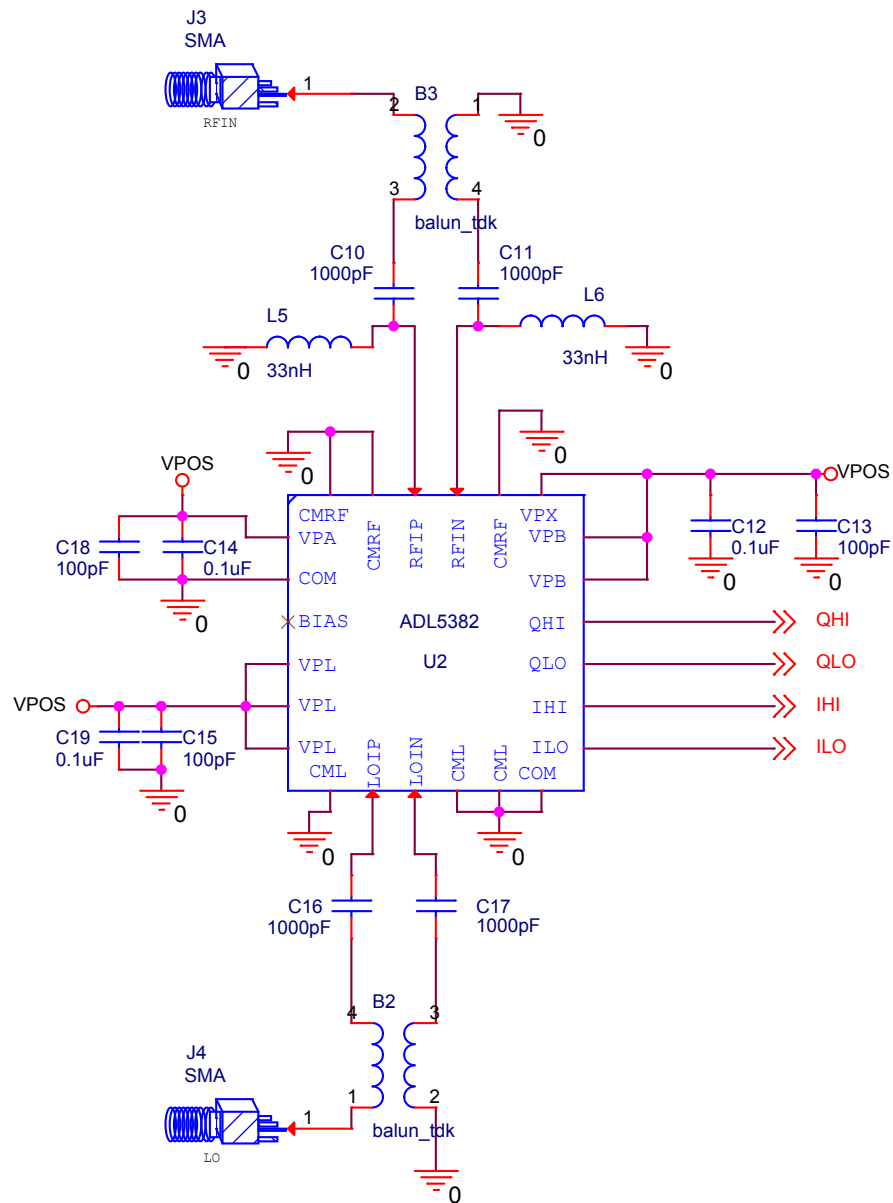 J3
SMA
1
RFIN
B3
2
1
0
3
4
balun_tdk
C10
1000pF
C11
1000pF
L5
L6
0
33nH
33nH
0
0
0
VPOS
VPOS
CMRF
CMRF
RFIP
RFIN
CMRF
VPX
C18
100pF
C14
0.1uF
VPA
VPB
C12
0.1uF
C13
100pF
COM
VPB
0
0
0
BIAS
ADL5382
QHI
QHI
VPL
U2
QLO
QLO
VPOS
VPL
IHI
IHI
C19
0.1uF
C15
100pF
VPL
ILO
ILO
CML
LOIP
LOIN
CML
CML
COM
0
0
0
C16
1000pF
C17
1000pF
B2
4
3
J4
SMA
1
1
2
balun_tdk
LO
0